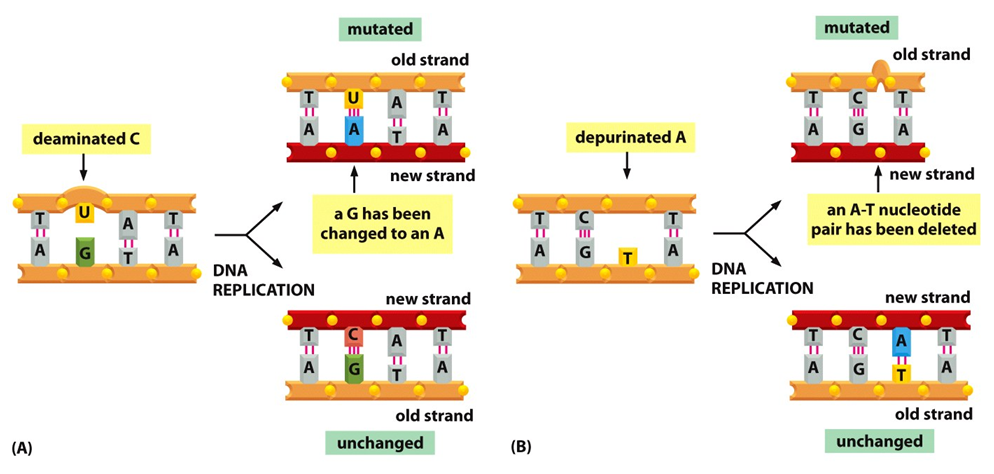 mutated
old strand
T U A T
A A T A
new strand
deaminated C
U
T A T
G
A T A
a G has been
changed to an A
DNA
REPLICATION
new strand
T C A T
A G T A
old strand
unchanged
(A)
mutated
old strand
T C T
A G A
new strand
depurinated A
T C T
A G T A
an A-T nucleotide
pair has been deleted
DNA
REPLICATION
new strand
T C A T
A G T A
old strand
unchanged
(B)